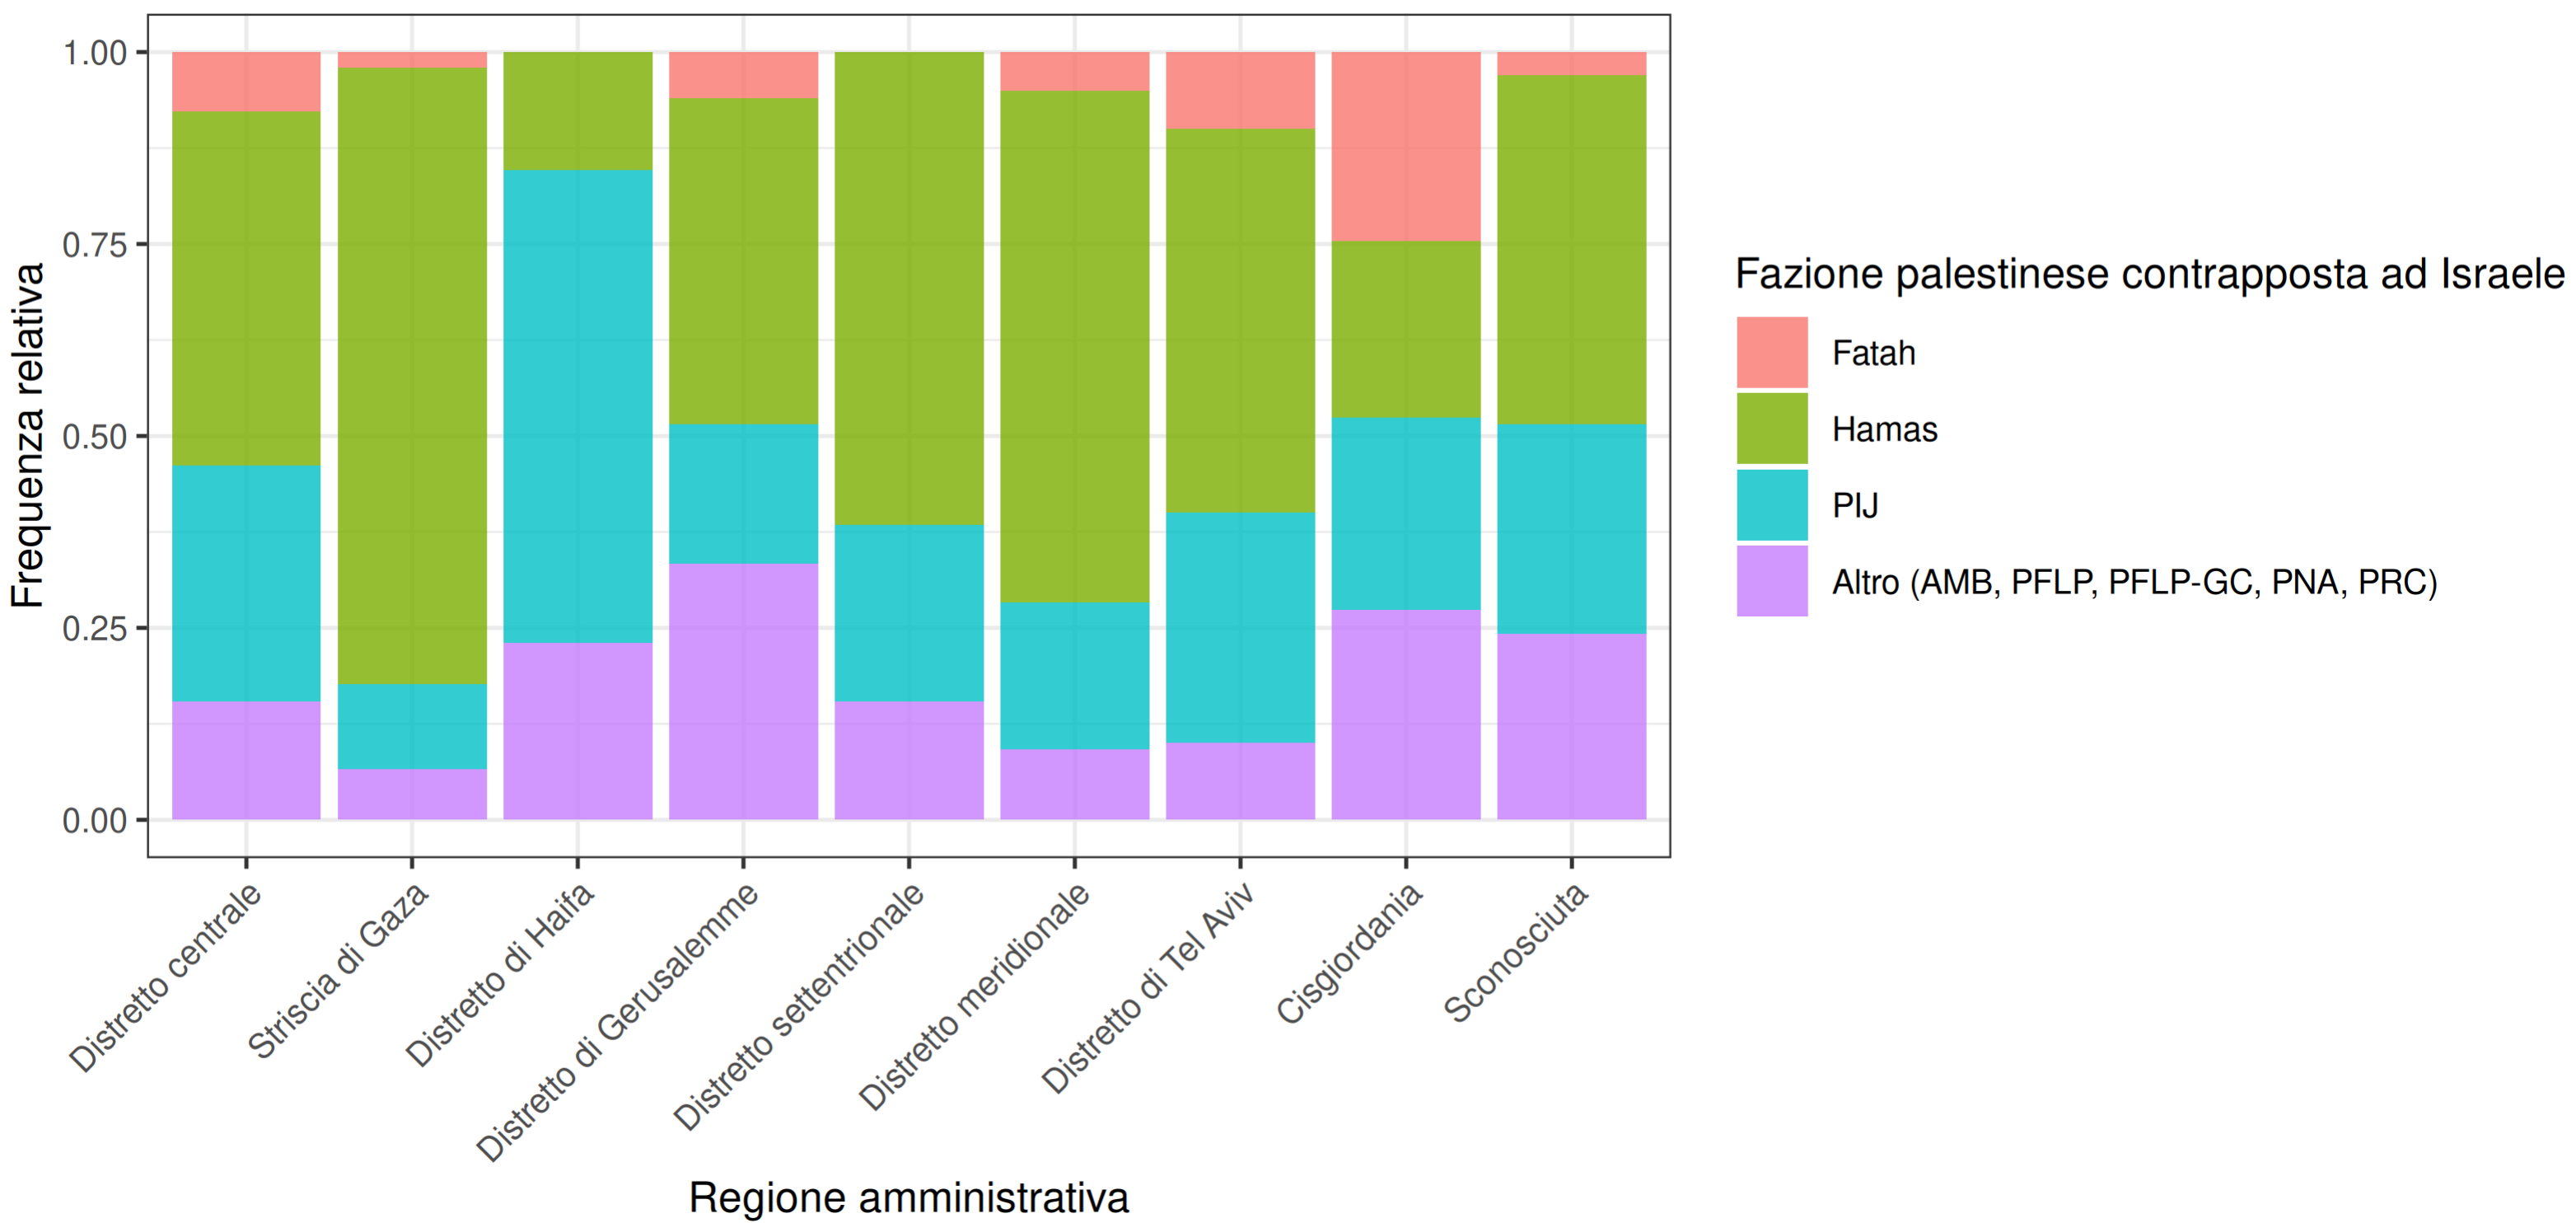 1.00
0.75
0.50
0.25
0.00
Frequenza relativa
Distretto centrale
Striscia di Gaza
Distretto di Haifa
Distretto di Gerusalemme
Distretto settentrionale
Distretto meridionale
Distretto di Tel Aviv
Cisgiordania
Sconosciuta
Regione amministrativa
Fazione palestinese contrapposta ad Israele
Fatah
Hamas
PIJ
Altro (AMB, PFLP, PFLP-GC, PNA, PRC)